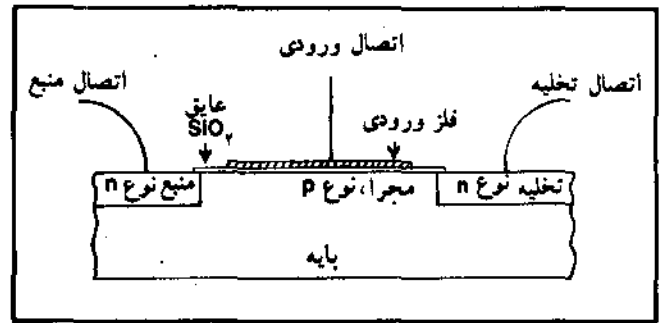 اتصال ورودی
اتصال تخلیه
اتصال منبع
فلز ورودی
عایق
SiO۲
تخلیه نوع n
مجرا، نوع p
منبع نوع n
پایه